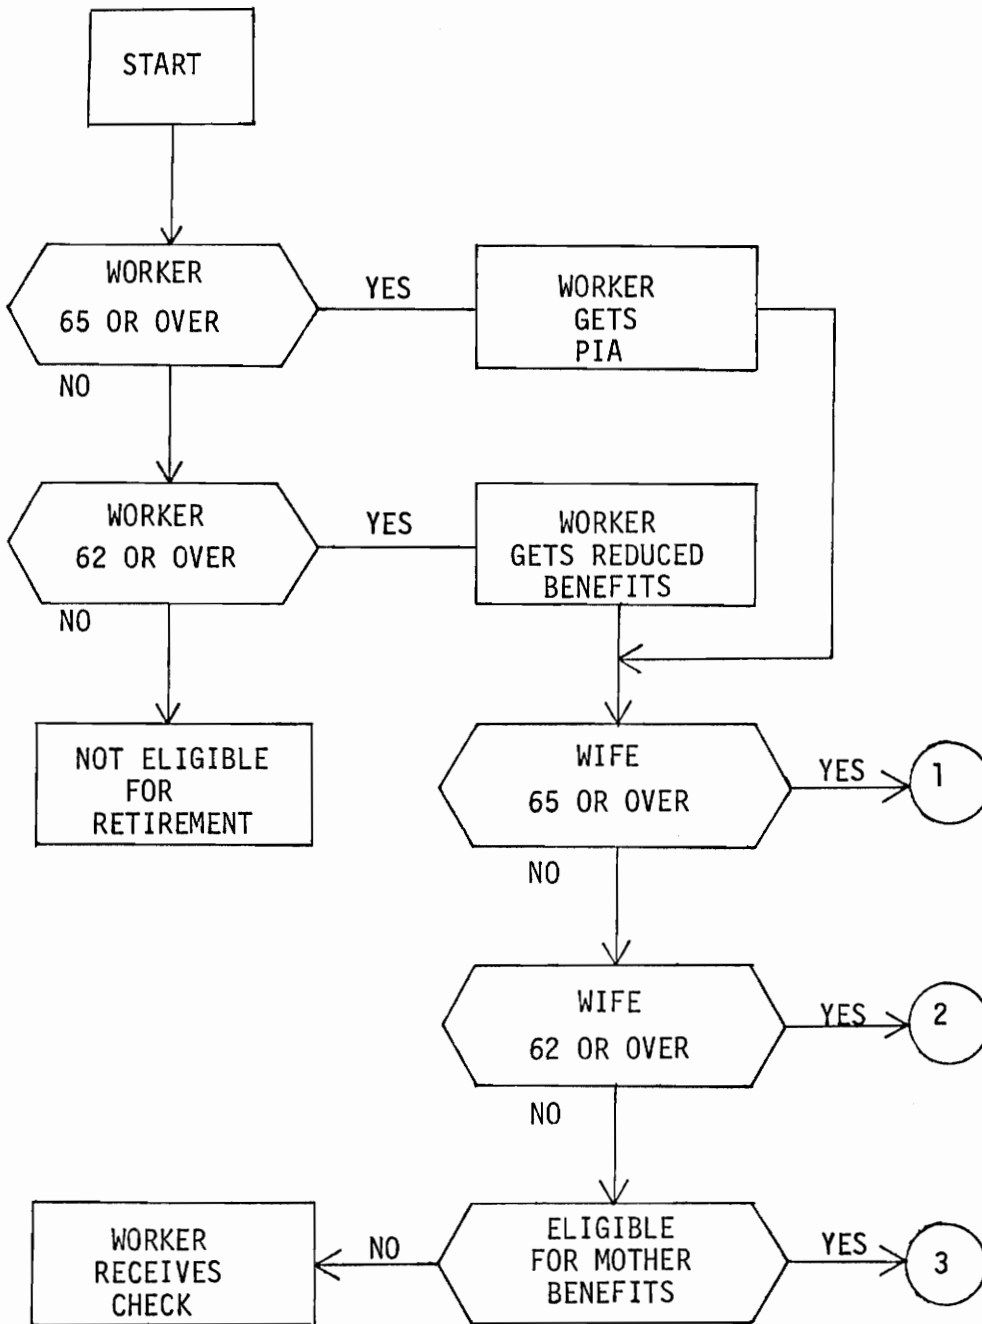 START
WORKER
65 OR OVER
YES
WORKER
GETS
PIA
NO
WORKER
62 OR OVER
YES
WORKER
GETS REDUCED
BENEFITS
NO
NOT ELIGIBLE
FOR
RETIREMENT
WIFE
65 OR OVER
YES
1
NO
WIFE
62 OR OVER
YES
2
NO
ELIGIBLE
FOR MOTHER
BENEFITS
YES
3
NO
WORKER
RECEIVES
CHECK